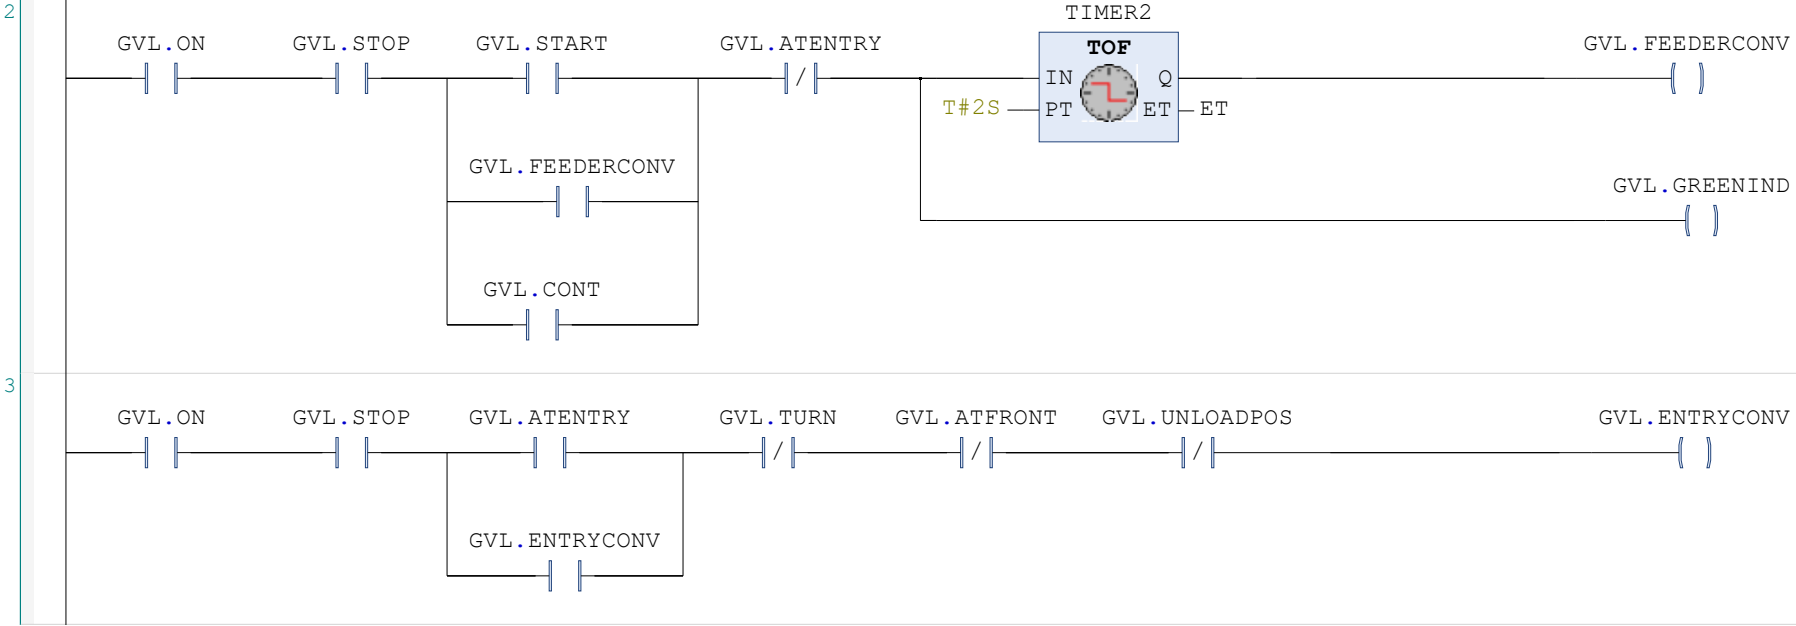 2
TIMER2
GVL.ON GVL.STOP GVL.START GVL.ATENTRY TOF GVL.FEEDERCONV
IN Q
T#2S PT ET ET
GVL.FEEDERCONV
GVL.GREENIND
GVL.CONT
3
GVL.ON GVL.STOP GVL.ATENTRY GVL.TURN GVL.ATFRONT GVL.UNLOADPOS GVL.ENTRYCONV
GVL.ENTRYCONV